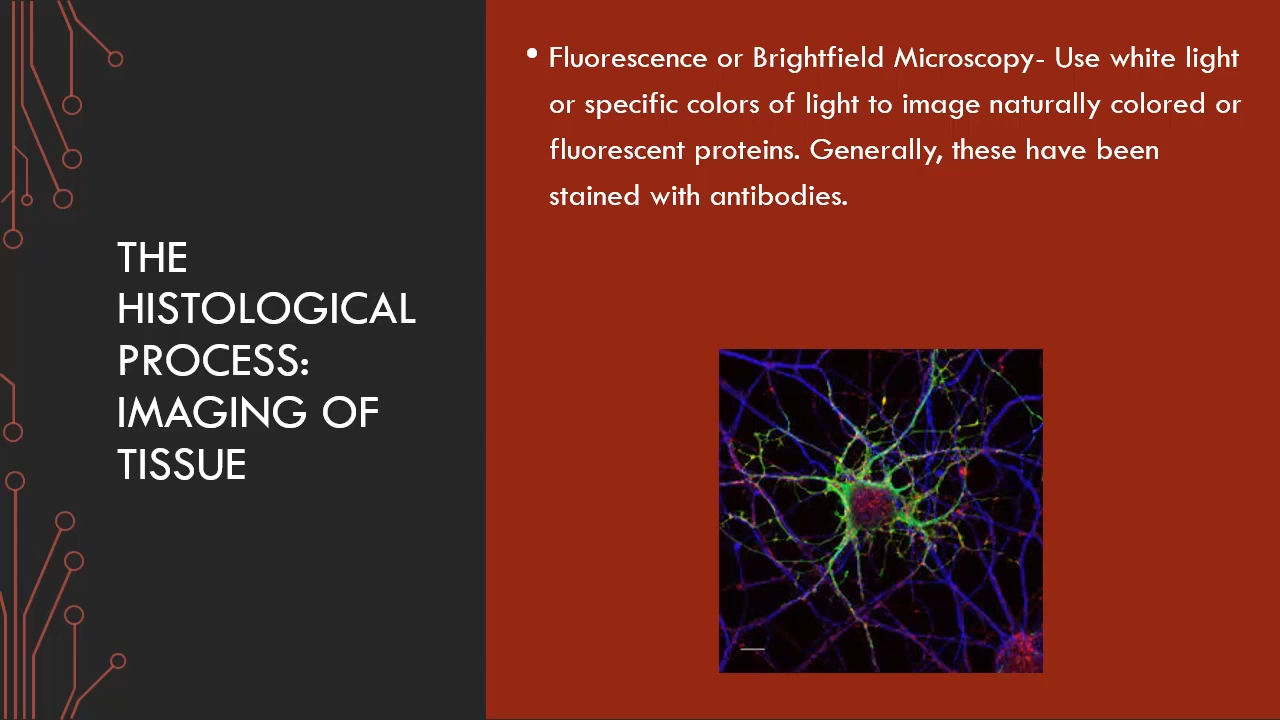 THE
HISTOLOGICAL
PROCESS:
IMAGING OF
TISSUE
• Fluorescence or Brightfield Microscopy- Use white light
or specific colors of light to image naturally colored or
fluorescent proteins. Generally, these have been
stained with antibodies.